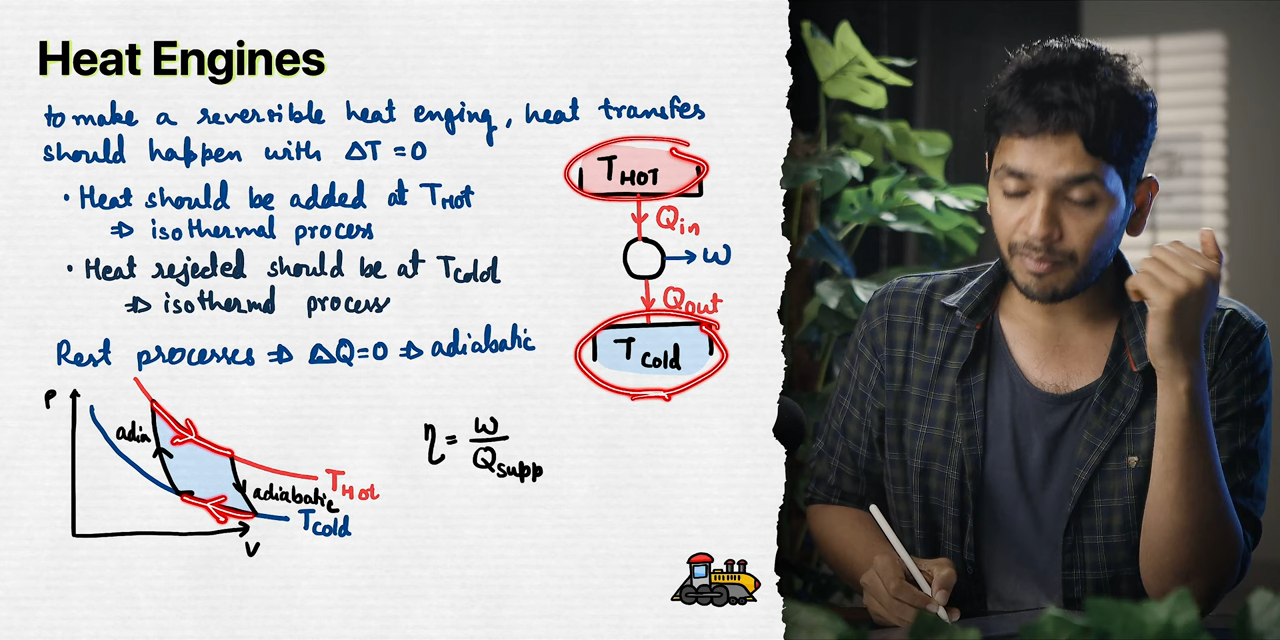 Heat Engines
to make a reversible heat enging, heat transfes
should happen with ΔT = 0
• Heat should be added at THOT
⇒ isothermal process
• Heat rejected should be at TCold
⇒ isothermal process
Rest processes ⇒ ΔQ=0 ⇒ adiabatic
THOT
Qin
W
Qout
TCold
P
adia
adiabatic
THot
TCold
V
η = W / Qsupp